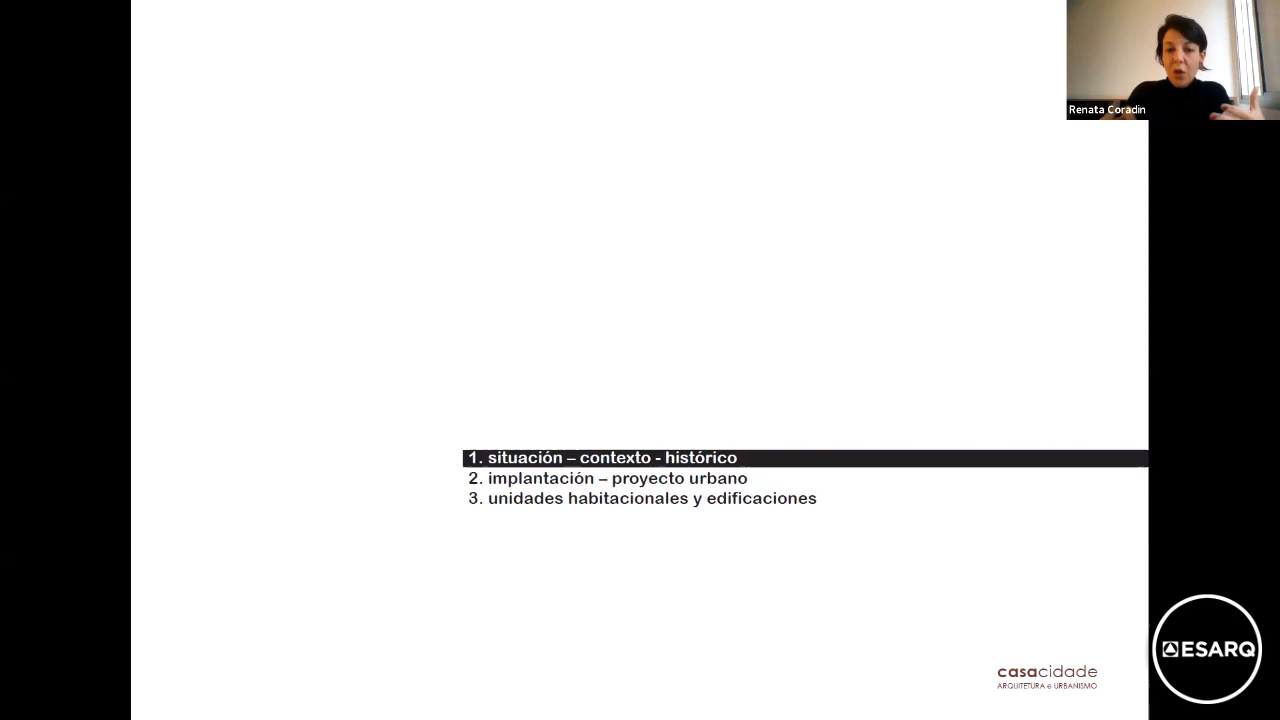 Renata Coradin
1. situación – contexto - histórico
2. implantación – proyecto urbano
3. unidades habitacionales y edificaciones
casacidade
ARQUITETURA e URBANISMO
ESARQ